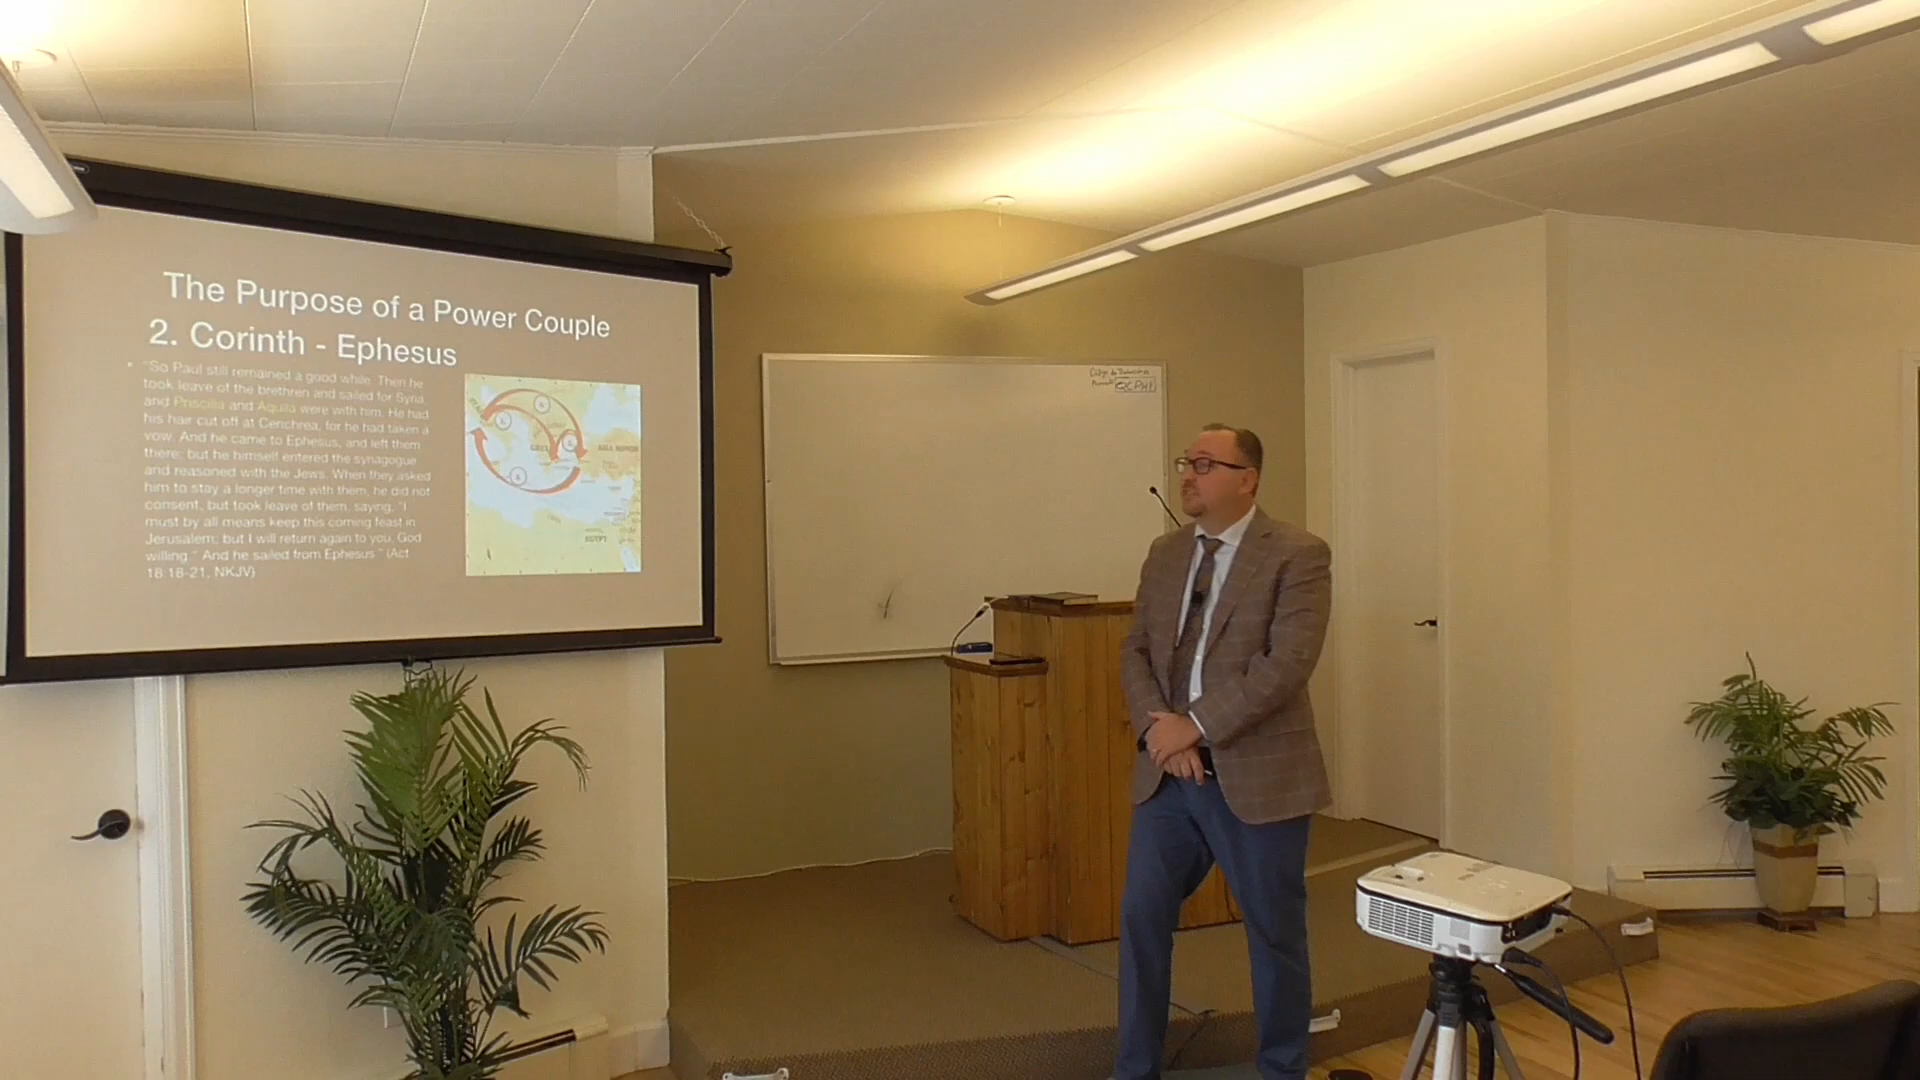 The Purpose of a Power Couple
2. Corinth - Ephesus
• "So Paul still remained a good while. Then he
took leave of the brethren and sailed for Syria,
and Priscilla and Aquila were with him. He had
his hair cut off at Cenchrea, for he had taken a
vow. And he came to Ephesus, and left them
there; but he himself entered the synagogue
and reasoned with the Jews. When they asked
him to stay a longer time with them, he did not
consent, but took leave of them, saying, "I
must by all means keep this coming feast in
Jerusalem; but I will return again to you, God
willing." And he sailed from Ephesus." (Act
18:18-21, NKJV)
ASIA MINOR
EGYPT